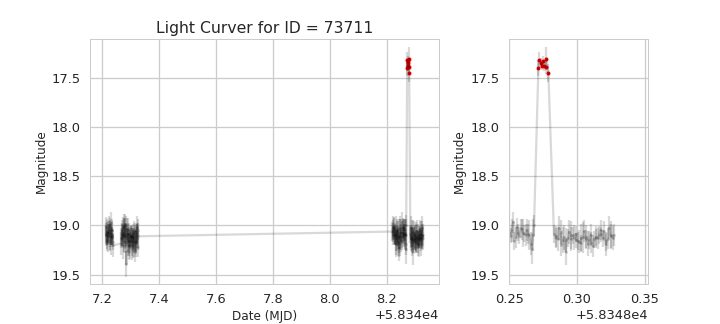 Light Curver for ID = 73711
17.5
18.0
18.5
19.0
19.5
Magnitude
7.2 7.4 7.6 7.8 8.0 8.2
Date (MJD)
+5.834e4
17.5
18.0
18.5
19.0
19.5
Magnitude
0.25 0.30 0.35
+5.8348e4